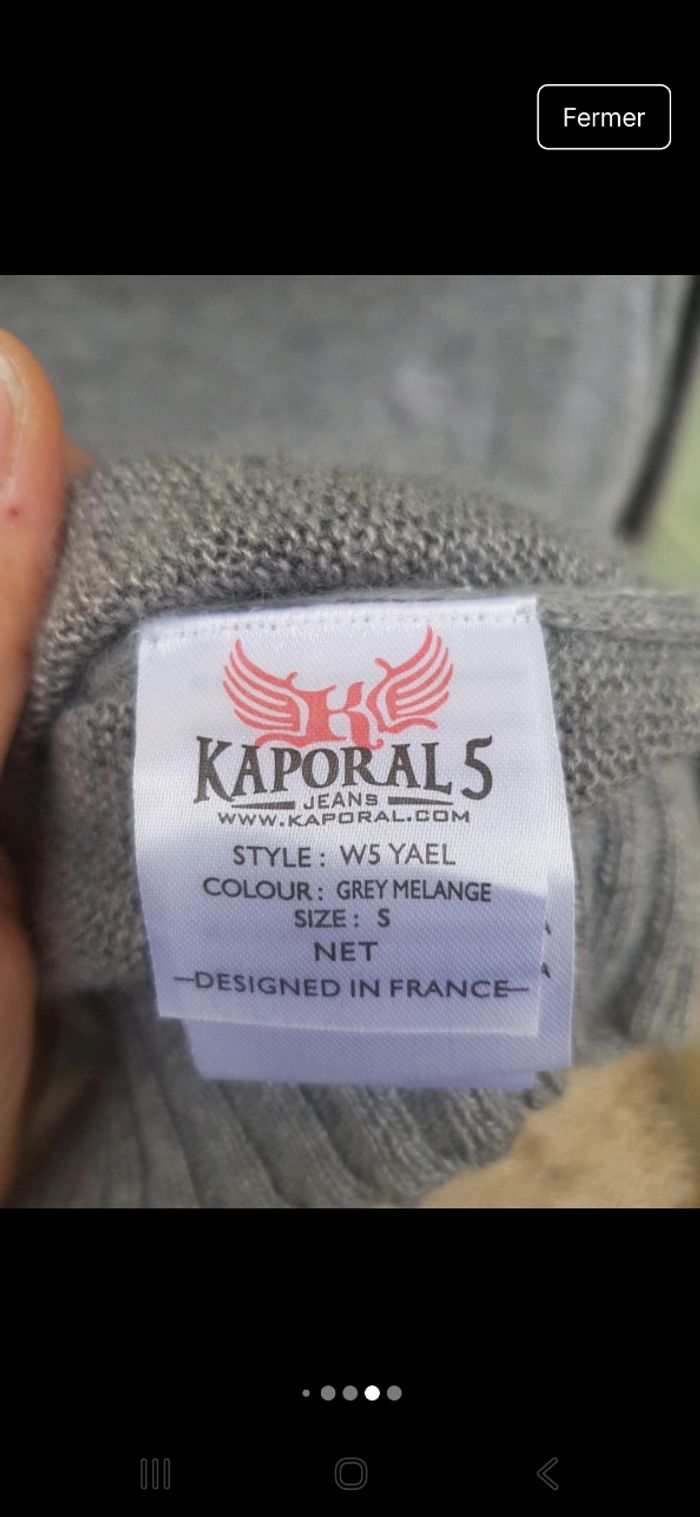 Fermer
K
KAPORAL 5
JEANS
WWW.KAPORAL.COM
STYLE : W5 YAEL
COLOUR : GREY MELANGE
SIZE : S
NET
DESIGNED IN FRANCE
A
A